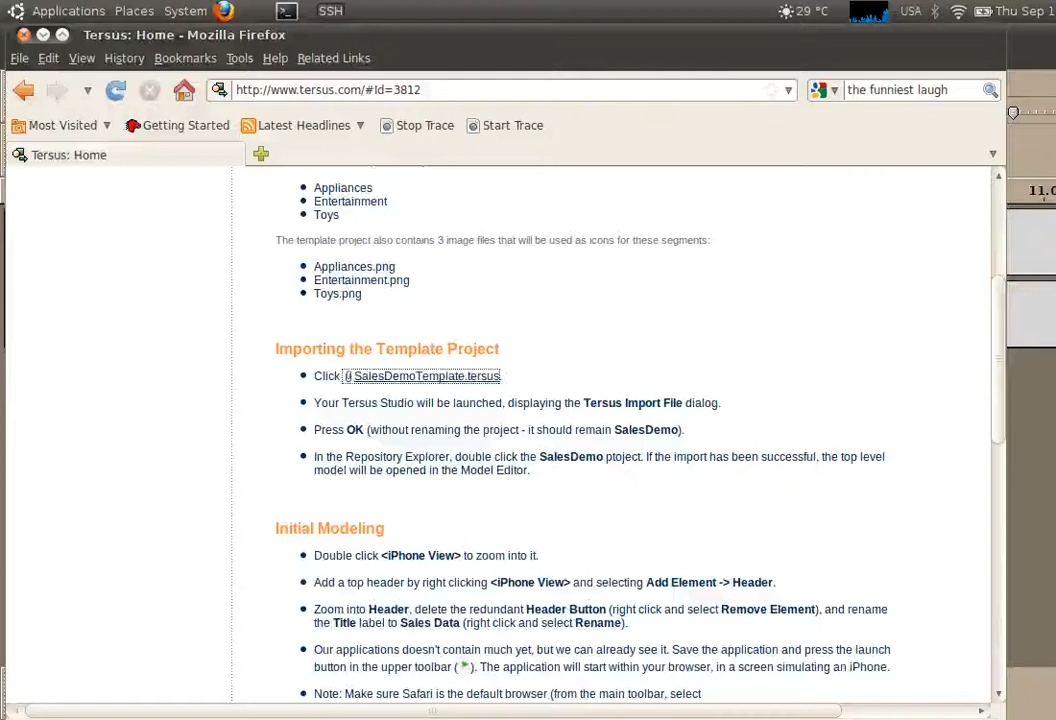 Applications Places System SSH 29 °C USA Thu Sep 1
Tersus: Home - Mozilla Firefox
File Edit View History Bookmarks Tools Help Related Links
http://www.tersus.com/#Id=3812 the funniest laugh
Most Visited Getting Started Latest Headlines Stop Trace Start Trace
Tersus: Home
Appliances
11.0
Entertainment
Toys
The template project also contains 3 image files that will be used as icons for these segments:
Appliances.png
Entertainment.png
Toys.png
Importing the Template Project
Click SalesDemoTemplate.tersus.
Your Tersus Studio will be launched, displaying the Tersus Import File dialog.
Press OK (without renaming the project - it should remain SalesDemo).
In the Repository Explorer, double click the SalesDemo ptoject. If the import has been successful, the top level
model will be opened in the Model Editor.
Initial Modeling
Double click <iPhone View> to zoom into it.
Add a top header by right clicking <iPhone View> and selecting Add Element -> Header.
Zoom into Header, delete the redundant Header Button (right click and select Remove Element), and rename
the Title label to Sales Data (right click and select Rename).
Our applications doesn't contain much yet, but we can already see it. Save the application and press the launch
button in the upper toolbar ( ). The application will start within your browser, in a screen simulating an iPhone.
Note: Make sure Safari is the default browser (from the main toolbar, select